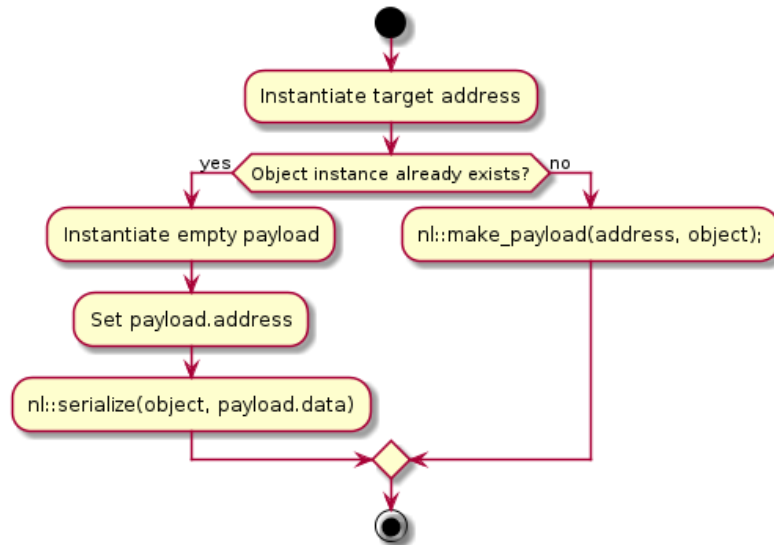 Instantiate target address
yes
Object instance already exists?
no
Instantiate empty payload
nl::make_payload(address, object);
Set payload.address
nl::serialize(object, payload.data)